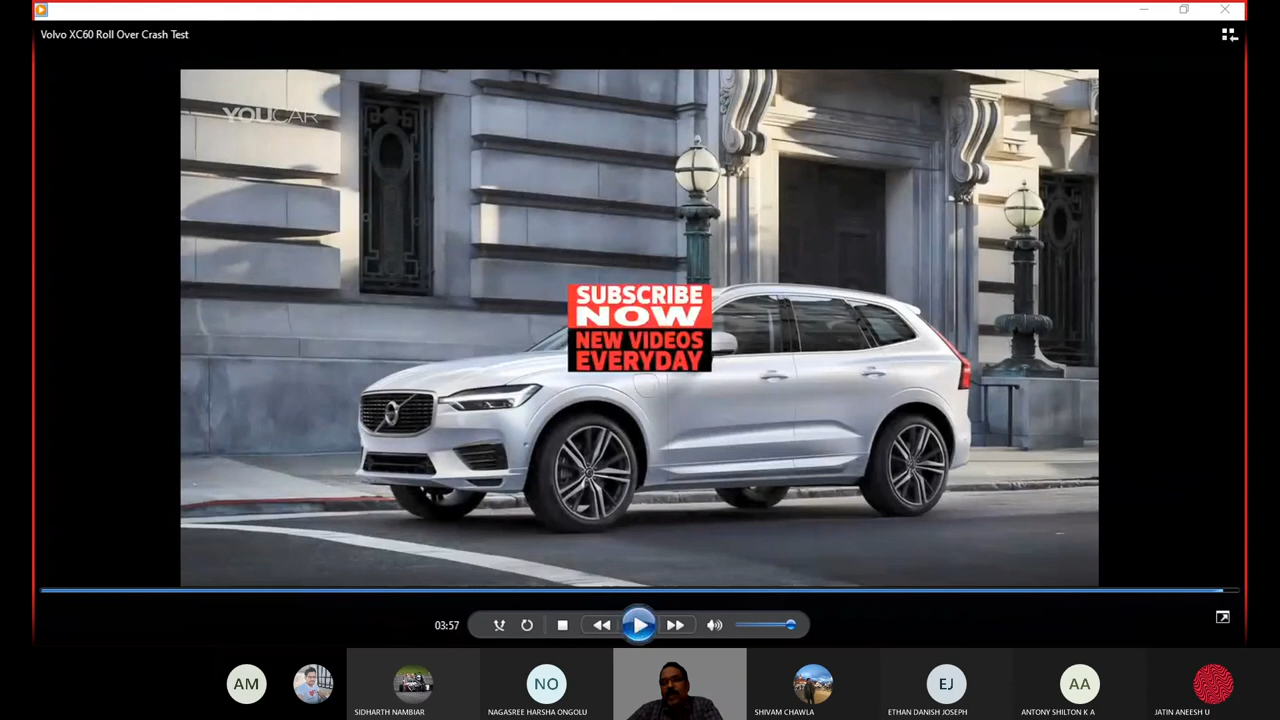 Volvo XC60 Roll Over Crash Test
YOUCAR
SUBSCRIBE
NOW
NEW VIDEOS
EVERYDAY
03:57
AM
NO
EJ
AA
SIDHARTH NAMBIAR
NAGASREE HARSHA ONGOLU
SHIVAM CHAWLA
ETHAN DANISH JOSEPH
ANTONY SHILTON K A
JATIN ANEESH U